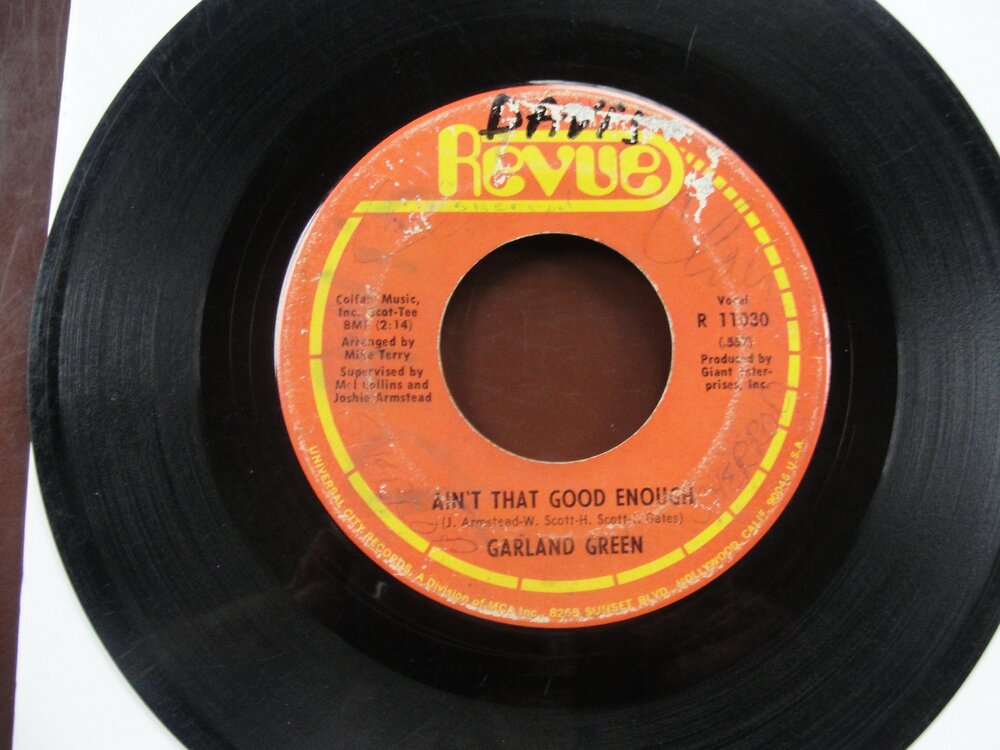 DAVIS
Revue
Colfax Music,
Inc. Scot-Tee
BMI (2:14)
Arranged by
Mike Terry
Supervised by
Mel Collins and
Joshie Armstead
Vocal
R 11030
Produced by
Giant Enter-
prises, Inc.
AIN'T THAT GOOD ENOUGH
(J. Armstead-W. Scott-H. Scott- Gates)
GARLAND GREEN
UNIVERSAL CITY RECORDS, A Division of MCA Inc., 8255 SUNSET BLVD. HOLLYWOOD, CALIF. 90046 U.S.A.